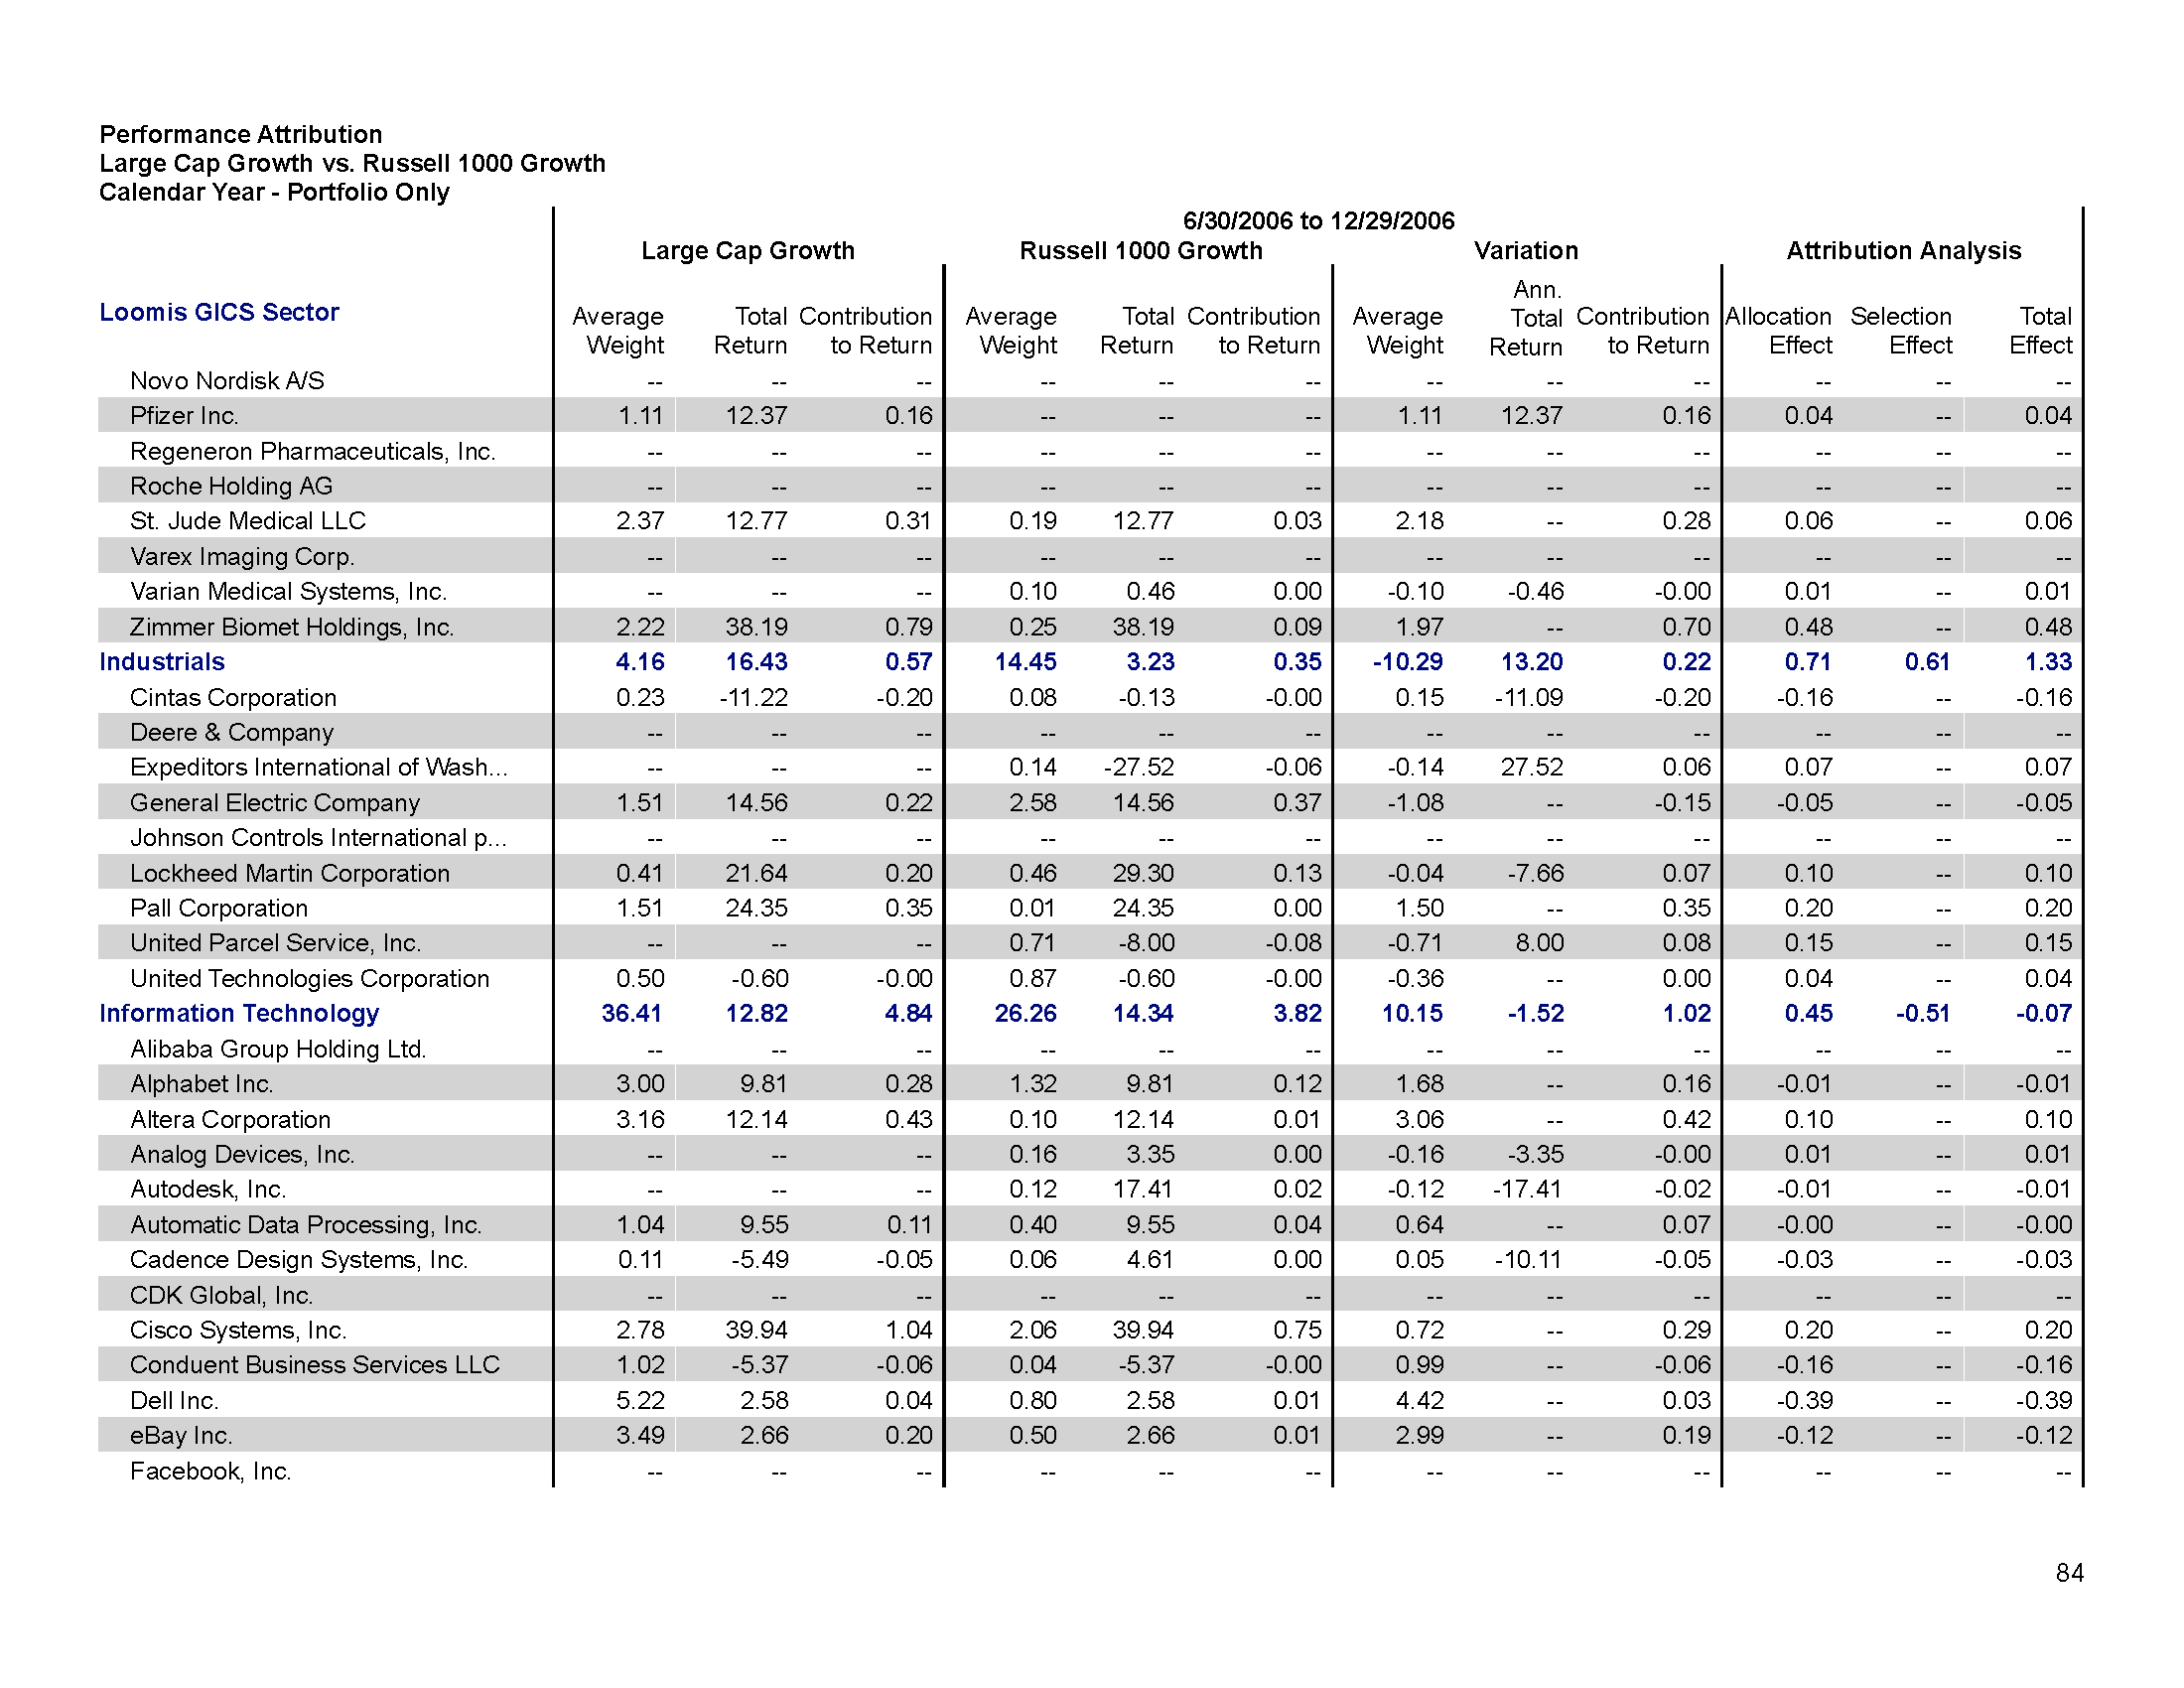 Performance Attribution
Large Cap Growth vs. Russell 1000 Growth
Calendar Year - Portfolio Only
6/30/2006 to 12/29/2006
Large Cap Growth Russell 1000 Growth Variation Attribution Analysis
Loomis GICS Sector Average Weight Total Return Contribution to Return Average Weight Total Return Contribution to Return Average Weight Ann. Total Return Contribution to Return Allocation Effect Selection Effect Total Effect
Novo Nordisk A/S -- -- -- -- -- -- -- -- -- -- -- --
Pfizer Inc. 1.11 12.37 0.16 -- -- -- 1.11 12.37 0.16 0.04 -- 0.04
Regeneron Pharmaceuticals, Inc. -- -- -- -- -- -- -- -- -- -- -- --
Roche Holding AG -- -- -- -- -- -- -- -- -- -- -- --
St. Jude Medical LLC 2.37 12.77 0.31 0.19 12.77 0.03 2.18 -- 0.28 0.06 -- 0.06
Varex Imaging Corp. -- -- -- -- -- -- -- -- -- -- -- --
Varian Medical Systems, Inc. -- -- -- 0.10 0.46 0.00 -0.10 -0.46 -0.00 0.01 -- 0.01
Zimmer Biomet Holdings, Inc. 2.22 38.19 0.79 0.25 38.19 0.09 1.97 -- 0.70 0.48 -- 0.48
Industrials 4.16 16.43 0.57 14.45 3.23 0.35 -10.29 13.20 0.22 0.71 0.61 1.33
Cintas Corporation 0.23 -11.22 -0.20 0.08 -0.13 -0.00 0.15 -11.09 -0.20 -0.16 -- -0.16
Deere & Company -- -- -- -- -- -- -- -- -- -- -- --
Expeditors International of Wash... -- -- -- 0.14 -27.52 -0.06 -0.14 27.52 0.06 0.07 -- 0.07
General Electric Company 1.51 14.56 0.22 2.58 14.56 0.37 -1.08 -- -0.15 -0.05 -- -0.05
Johnson Controls International p... -- -- -- -- -- -- -- -- -- -- -- --
Lockheed Martin Corporation 0.41 21.64 0.20 0.46 29.30 0.13 -0.04 -7.66 0.07 0.10 -- 0.10
Pall Corporation 1.51 24.35 0.35 0.01 24.35 0.00 1.50 -- 0.35 0.20 -- 0.20
United Parcel Service, Inc. -- -- -- 0.71 -8.00 -0.08 -0.71 8.00 0.08 0.15 -- 0.15
United Technologies Corporation 0.50 -0.60 -0.00 0.87 -0.60 -0.00 -0.36 -- 0.00 0.04 -- 0.04
Information Technology 36.41 12.82 4.84 26.26 14.34 3.82 10.15 -1.52 1.02 0.45 -0.51 -0.07
Alibaba Group Holding Ltd. -- -- -- -- -- -- -- -- -- -- -- --
Alphabet Inc. 3.00 9.81 0.28 1.32 9.81 0.12 1.68 -- 0.16 -0.01 -- -0.01
Altera Corporation 3.16 12.14 0.43 0.10 12.14 0.01 3.06 -- 0.42 0.10 -- 0.10
Analog Devices, Inc. -- -- -- 0.16 3.35 0.00 -0.16 -3.35 -0.00 0.01 -- 0.01
Autodesk, Inc. -- -- -- 0.12 17.41 0.02 -0.12 -17.41 -0.02 -0.01 -- -0.01
Automatic Data Processing, Inc. 1.04 9.55 0.11 0.40 9.55 0.04 0.64 -- 0.07 -0.00 -- -0.00
Cadence Design Systems, Inc. 0.11 -5.49 -0.05 0.06 4.61 0.00 0.05 -10.11 -0.05 -0.03 -- -0.03
CDK Global, Inc. -- -- -- -- -- -- -- -- -- -- -- --
Cisco Systems, Inc. 2.78 39.94 1.04 2.06 39.94 0.75 0.72 -- 0.29 0.20 -- 0.20
Conduent Business Services LLC 1.02 -5.37 -0.06 0.04 -5.37 -0.00 0.99 -- -0.06 -0.16 -- -0.16
Dell Inc. 5.22 2.58 0.04 0.80 2.58 0.01 4.42 -- 0.03 -0.39 -- -0.39
eBay Inc. 3.49 2.66 0.20 0.50 2.66 0.01 2.99 -- 0.19 -0.12 -- -0.12
Facebook, Inc. -- -- -- -- -- -- -- -- -- -- -- --
84